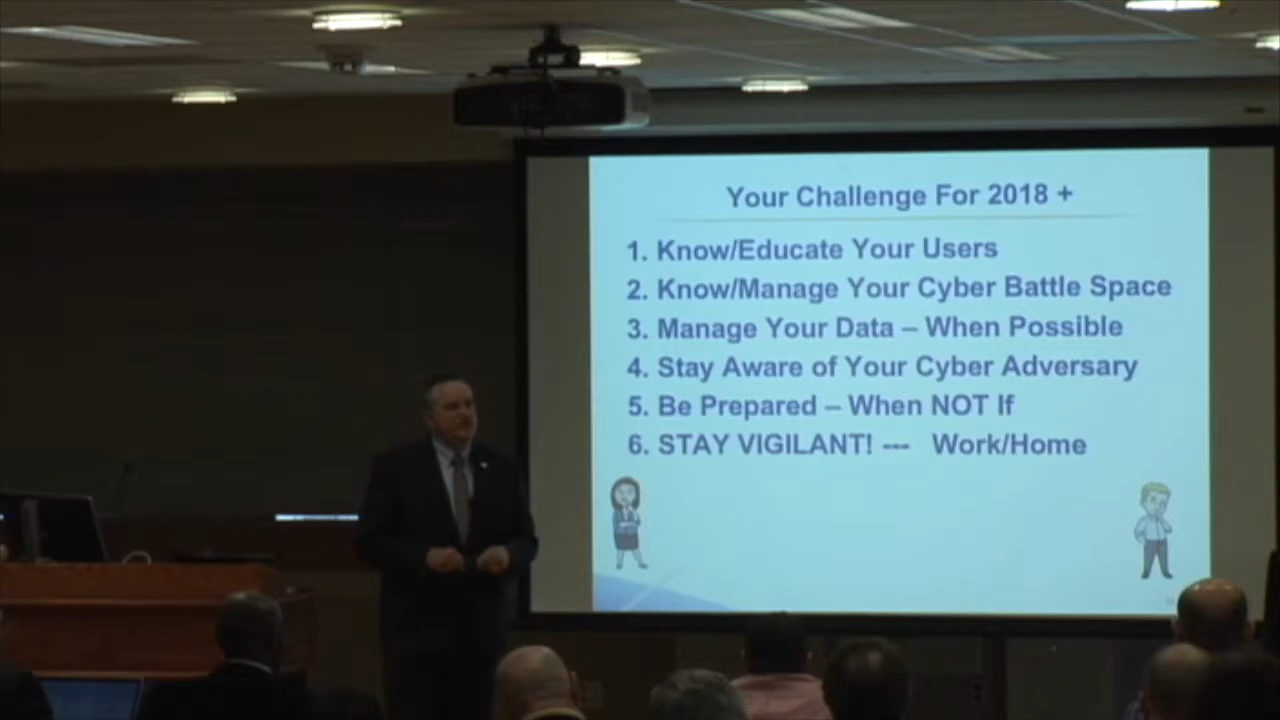 Your Challenge For 2018 +
1. Know/Educate Your Users
2. Know/Manage Your Cyber Battle Space
3. Manage Your Data – When Possible
4. Stay Aware of Your Cyber Adversary
5. Be Prepared – When NOT If
6. STAY VIGILANT! --- Work/Home